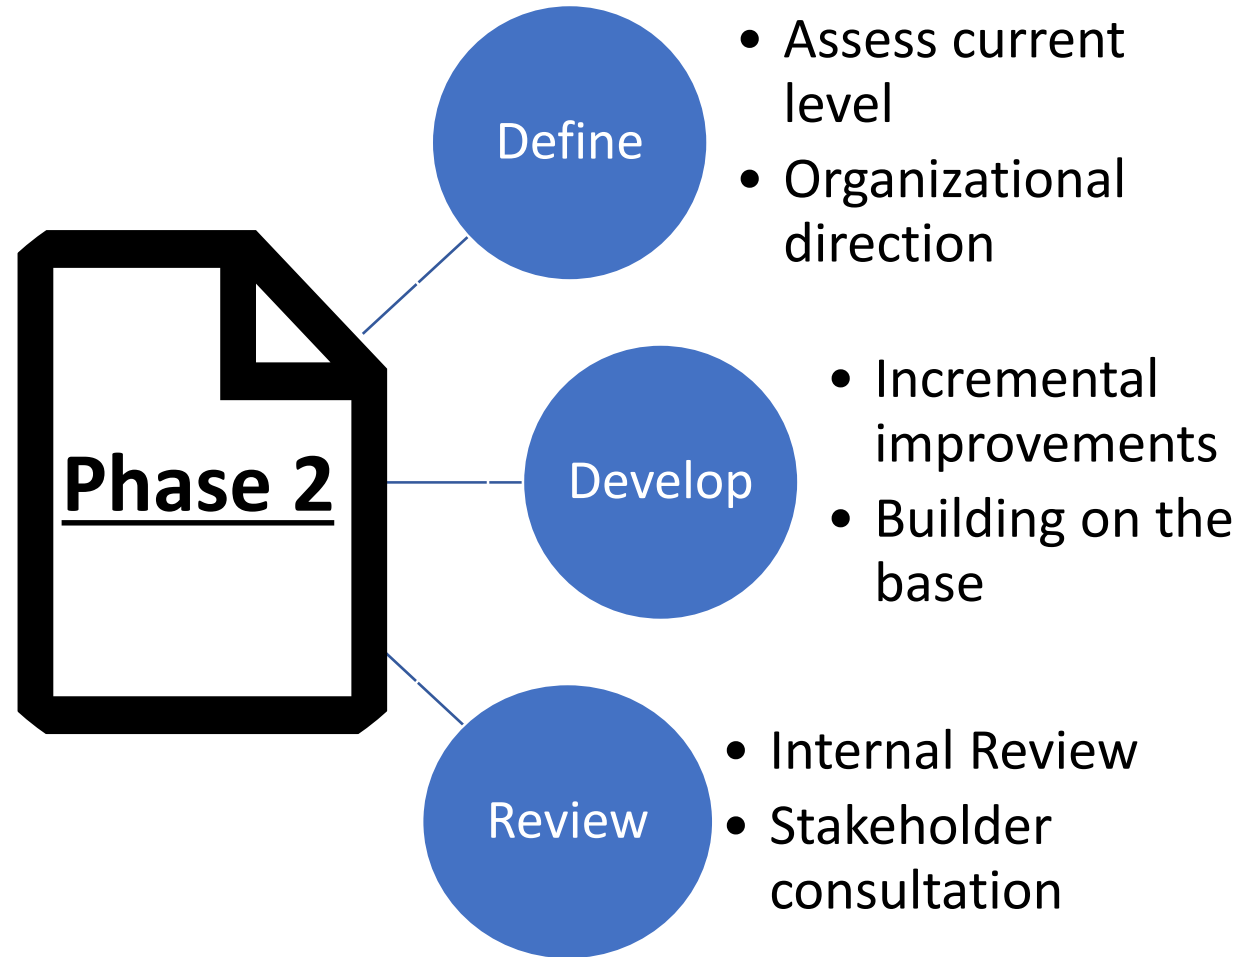 Phase 2
Define
• Assess current
level
• Organizational
direction
Develop
• Incremental
improvements
• Building on the
base
Review
• Internal Review
• Stakeholder
consultation